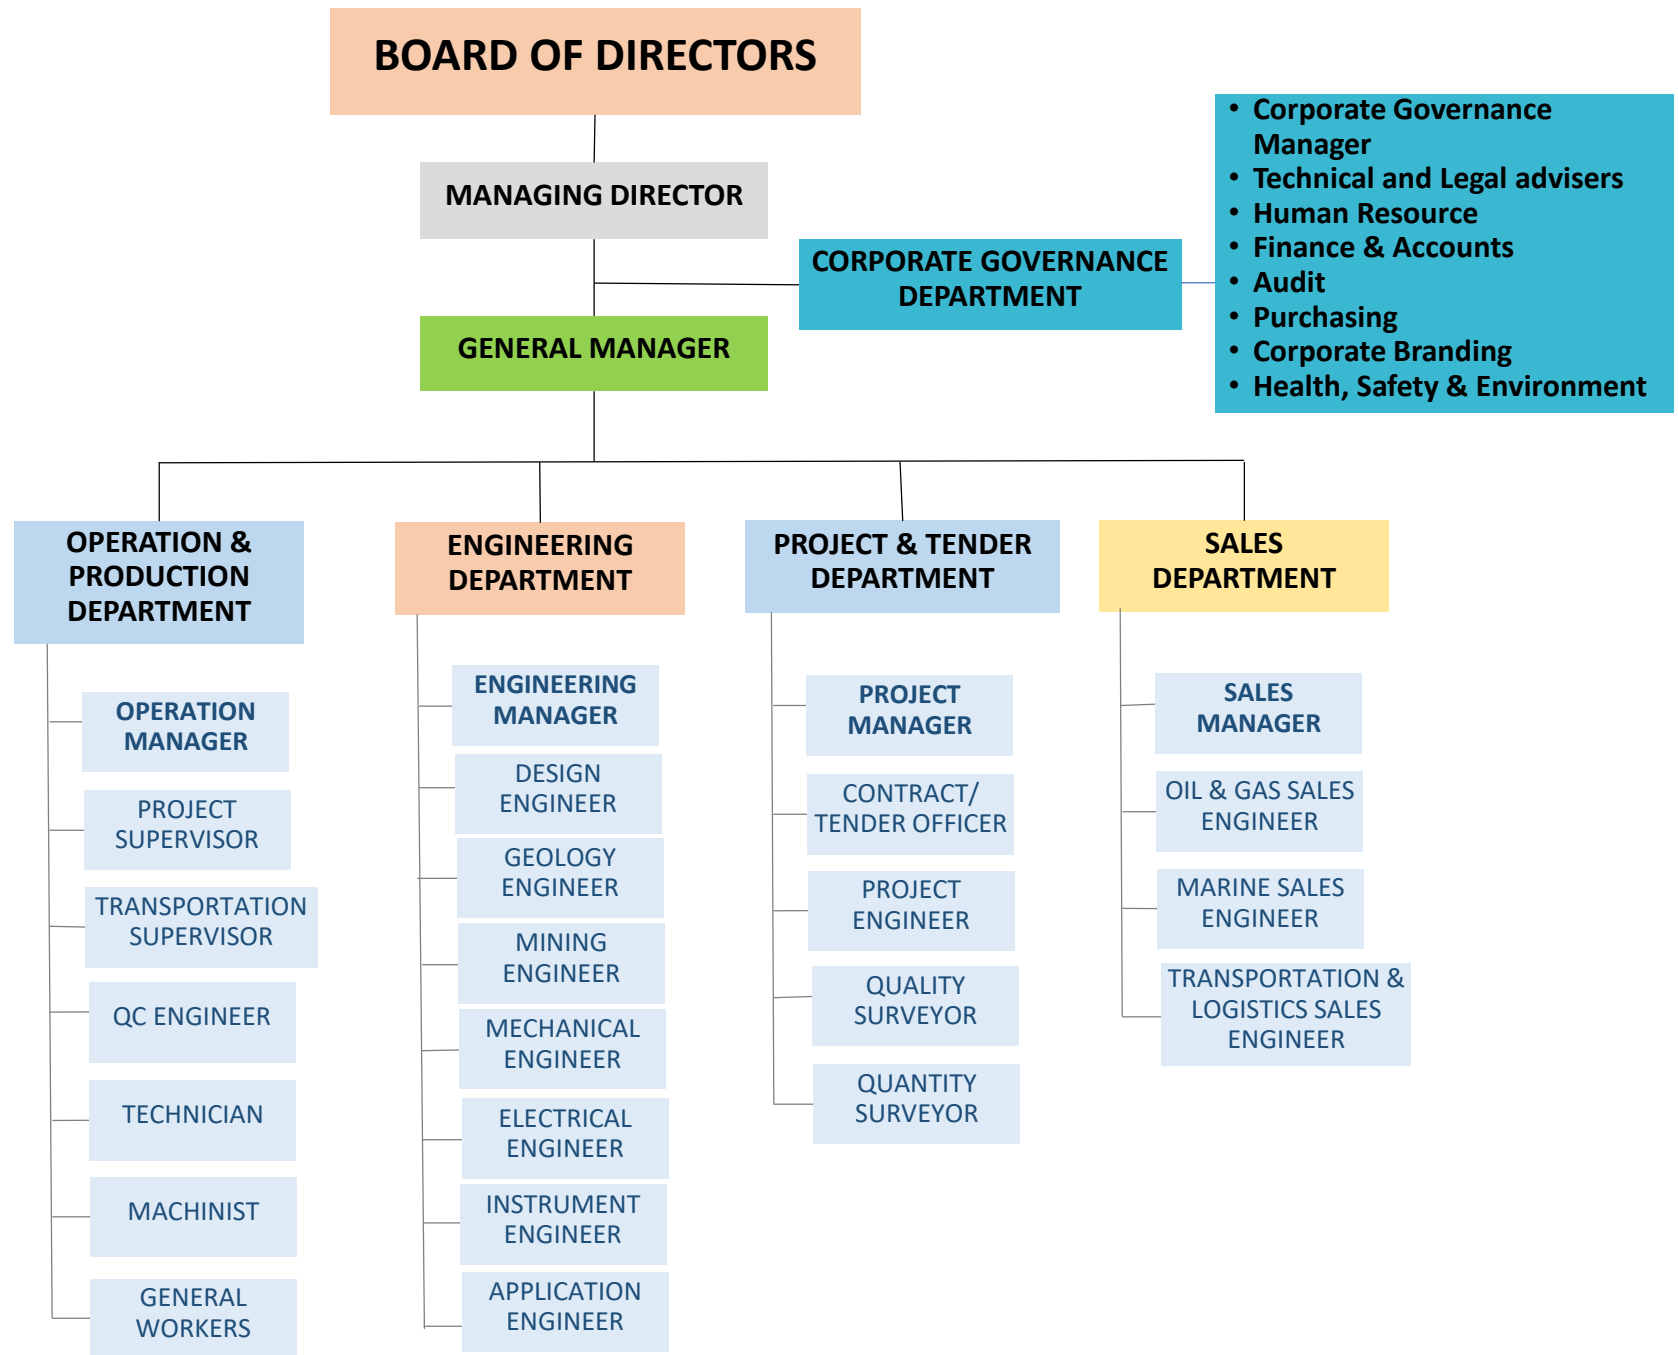 BOARD OF DIRECTORS
MANAGING DIRECTOR
CORPORATE GOVERNANCE
DEPARTMENT
• Corporate Governance
Manager
• Technical and Legal advisers
• Human Resource
• Finance & Accounts
• Audit
• Purchasing
• Corporate Branding
• Health, Safety & Environment
GENERAL MANAGER
OPERATION &
PRODUCTION
DEPARTMENT
OPERATION
MANAGER
PROJECT
SUPERVISOR
TRANSPORTATION
SUPERVISOR
QC ENGINEER
TECHNICIAN
MACHINIST
GENERAL
WORKERS
ENGINEERING
DEPARTMENT
ENGINEERING
MANAGER
DESIGN
ENGINEER
GEOLOGY
ENGINEER
MINING
ENGINEER
MECHANICAL
ENGINEER
ELECTRICAL
ENGINEER
INSTRUMENT
ENGINEER
APPLICATION
ENGINEER
PROJECT & TENDER
DEPARTMENT
PROJECT
MANAGER
CONTRACT/
TENDER OFFICER
PROJECT
ENGINEER
QUALITY
SURVEYOR
QUANTITY
SURVEYOR
SALES
DEPARTMENT
SALES
MANAGER
OIL & GAS SALES
ENGINEER
MARINE SALES
ENGINEER
TRANSPORTATION &
LOGISTICS SALES
ENGINEER